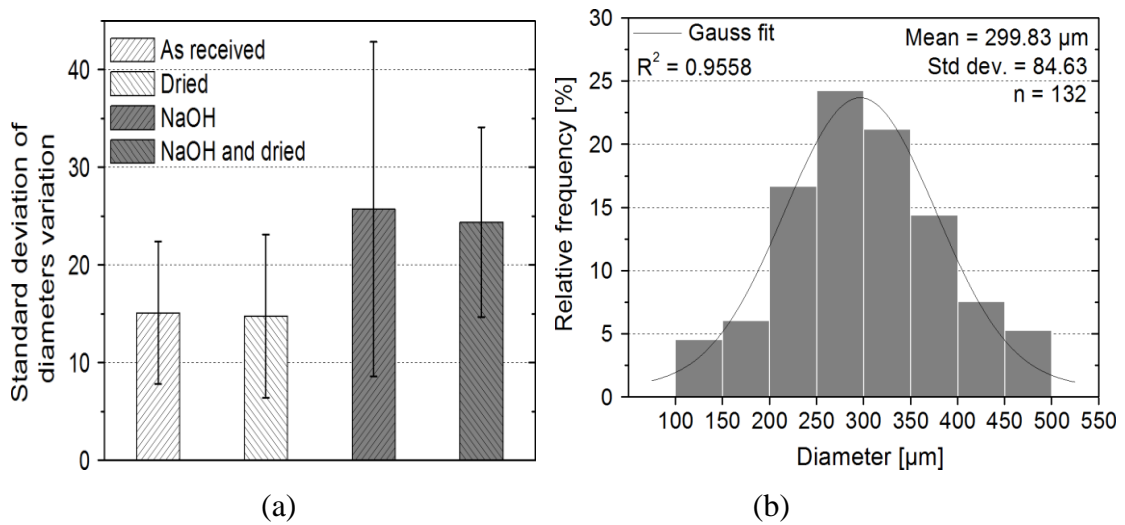 As received
Dried
NaOH
NaOH and dried
Standard deviation of
diameters variation
40
30
20
10
0
(a)
Gauss fit
R² = 0.9558
Mean = 299.83 µm
Std dev. = 84.63
n = 132
Relative frequency [%]
30
25
20
15
10
5
0
100 150 200 250 300 350 400 450 500 550
Diameter [µm]
(b)